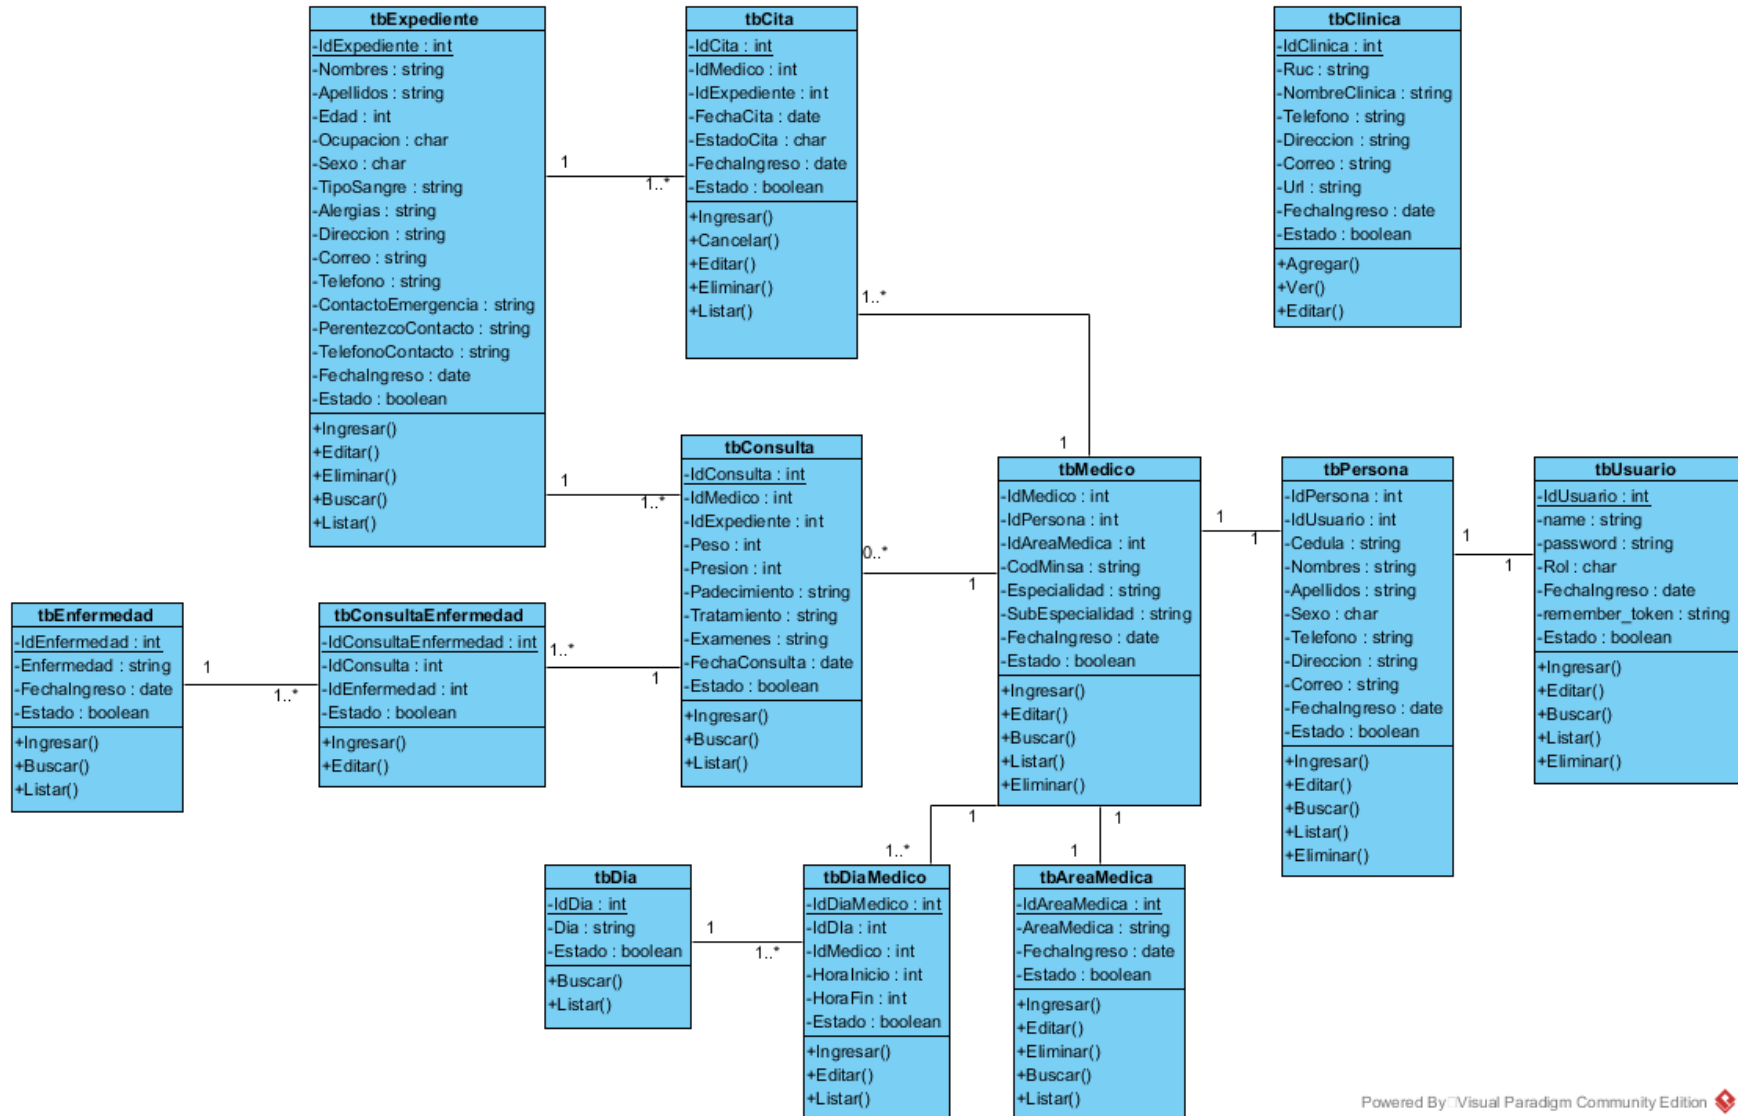 tbExpediente
-IdExpediente : int
-Nombres : string
-Apellidos : string
-Edad : int
-Ocupacion : char
-Sexo : char
-TipoSangre : string
-Alergias : string
-Direccion : string
-Correo : string
-Telefono : string
-ContactoEmergencia : string
-PerentezcoContacto : string
-TelefonoContacto : string
-FechaIngreso : date
-Estado : boolean
+Ingresar()
+Editar()
+Eliminar()
+Buscar()
+Listar()
1
1..*
1
1..*
tbCita
-IdCita : int
-IdMedico : int
-IdExpediente : int
-FechaCita : date
-EstadoCita : char
-FechaIngreso : date
-Estado : boolean
+Ingresar()
+Cancelar()
+Editar()
+Eliminar()
+Listar()
1..*
1
tbClinica
-IdClinica : int
-Ruc : string
-NombreClinica : string
-Telefono : string
-Direccion : string
-Correo : string
-Url : string
-FechaIngreso : date
-Estado : boolean
+Agregar()
+Ver()
+Editar()
tbConsulta
-IdConsulta : int
-IdMedico : int
-IdExpediente : int
-Peso : int
-Presion : int
-Padecimiento : string
-Tratamiento : string
-Examenes : string
-FechaConsulta : date
-Estado : boolean
+Ingresar()
+Buscar()
+Listar()
0..*
1
tbMedico
-IdMedico : int
-IdPersona : int
-IdAreaMedica : int
-CodMinsa : string
-Especialidad : string
-SubEspecialidad : string
-FechaIngreso : date
-Estado : boolean
+Ingresar()
+Editar()
+Buscar()
+Listar()
+Eliminar()
1
1
tbPersona
-IdPersona : int
-IdUsuario : int
-Cedula : string
-Nombres : string
-Apellidos : string
-Sexo : char
-Telefono : string
-Direccion : string
-Correo : string
-FechaIngreso : date
-Estado : boolean
+Ingresar()
+Editar()
+Buscar()
+Listar()
+Eliminar()
1
1
tbUsuario
-IdUsuario : int
-name : string
-password : string
-Rol : char
-FechaIngreso : date
-remember_token : string
-Estado : boolean
+Ingresar()
+Editar()
+Buscar()
+Listar()
+Eliminar()
tbEnfermedad
-IdEnfermedad : int
-Enfermedad : string
-FechaIngreso : date
-Estado : boolean
+Ingresar()
+Buscar()
+Listar()
1
1..*
tbConsultaEnfermedad
-IdConsultaEnfermedad : int
-IdConsulta : int
-IdEnfermedad : int
-Estado : boolean
+Ingresar()
+Editar()
1..*
1
1
1..*
1
1
tbDia
-IdDia : int
-Dia : string
-Estado : boolean
+Buscar()
+Listar()
1
1..*
tbDiaMedico
-IdDiaMedico : int
-IdDIa : int
-IdMedico : int
-HoraInicio : int
-HoraFin : int
-Estado : boolean
+Ingresar()
+Editar()
+Listar()
tbAreaMedica
-IdAreaMedica : int
-AreaMedica : string
-FechaIngreso : date
-Estado : boolean
+Ingresar()
+Editar()
+Eliminar()
+Buscar()
+Listar()
Powered By Visual Paradigm Community Edition